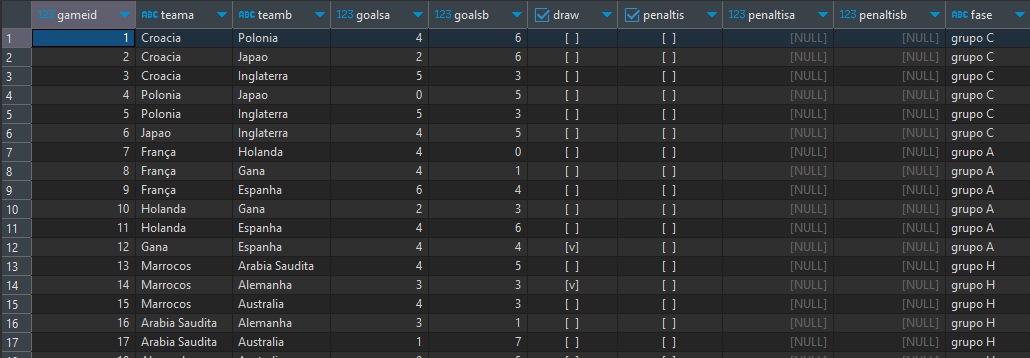 123 gameid ABC teama ABC teamb 123 goalsa 123 goalsb draw penaltis 123 penaltisa 123 penaltisb ABC fase
1 1 Croacia Polonia 4 6 [ ] [ ] [NULL] [NULL] grupo C
2 2 Croacia Japao 2 6 [ ] [ ] [NULL] [NULL] grupo C
3 3 Croacia Inglaterra 5 3 [ ] [ ] [NULL] [NULL] grupo C
4 4 Polonia Japao 0 5 [ ] [ ] [NULL] [NULL] grupo C
5 5 Polonia Inglaterra 5 3 [ ] [ ] [NULL] [NULL] grupo C
6 6 Japao Inglaterra 4 5 [ ] [ ] [NULL] [NULL] grupo C
7 7 França Holanda 4 0 [ ] [ ] [NULL] [NULL] grupo A
8 8 França Gana 4 1 [ ] [ ] [NULL] [NULL] grupo A
9 9 França Espanha 6 4 [ ] [ ] [NULL] [NULL] grupo A
10 10 Holanda Gana 2 3 [ ] [ ] [NULL] [NULL] grupo A
11 11 Holanda Espanha 4 6 [ ] [ ] [NULL] [NULL] grupo A
12 12 Gana Espanha 4 4 [v] [ ] [NULL] [NULL] grupo A
13 13 Marrocos Arabia Saudita 4 5 [ ] [ ] [NULL] [NULL] grupo H
14 14 Marrocos Alemanha 3 3 [v] [ ] [NULL] [NULL] grupo H
15 15 Marrocos Australia 4 3 [ ] [ ] [NULL] [NULL] grupo H
16 16 Arabia Saudita Alemanha 3 1 [ ] [ ] [NULL] [NULL] grupo H
17 17 Arabia Saudita Australia 1 7 [ ] [ ] [NULL] [NULL] grupo H